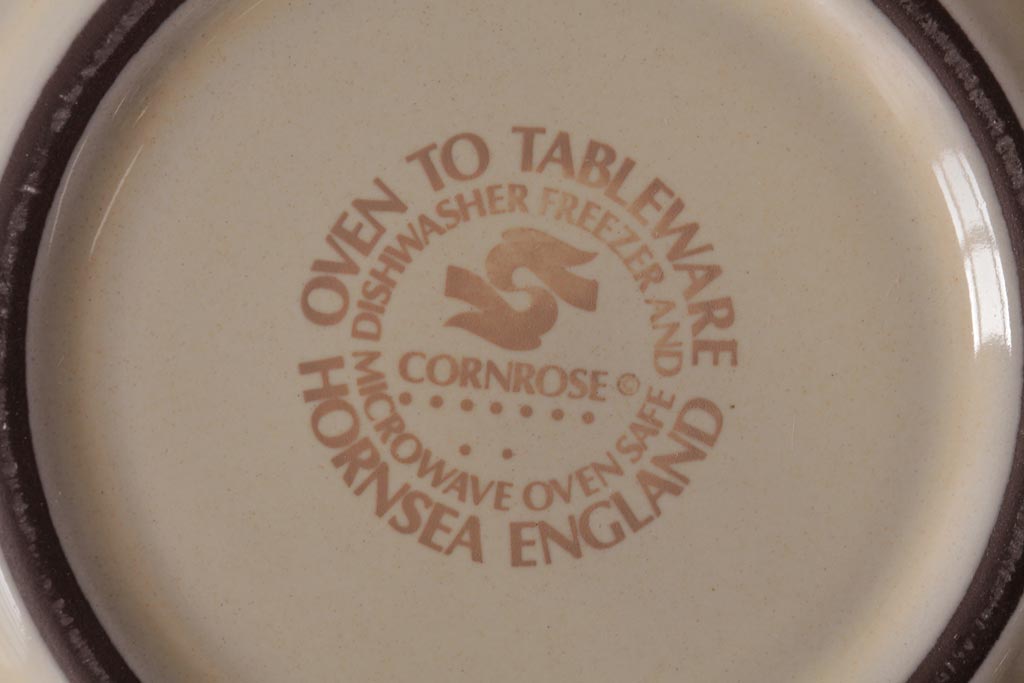 OVEN TO TABLEWARE
DISHWASHER FREEZER AND
CORNROSE ©
MICROWAVE OVEN SAFE
HORNSEA ENGLAND